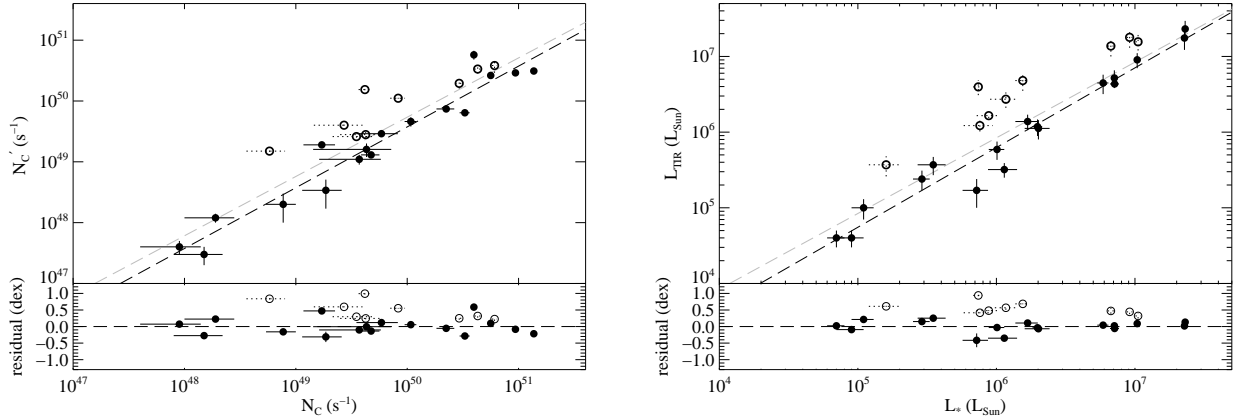 10^51
10^50
10^49
10^48
10^47
N_C′ (s^-1)
1.0
0.5
0.0
−0.5
−1.0
residual (dex)
10^47 10^48 10^49 10^50 10^51
N_C (s^-1)
10^7
10^6
10^5
10^4
L_TIR (L_Sun)
1.0
0.5
0.0
−0.5
−1.0
residual (dex)
10^4 10^5 10^6 10^7
L_* (L_Sun)